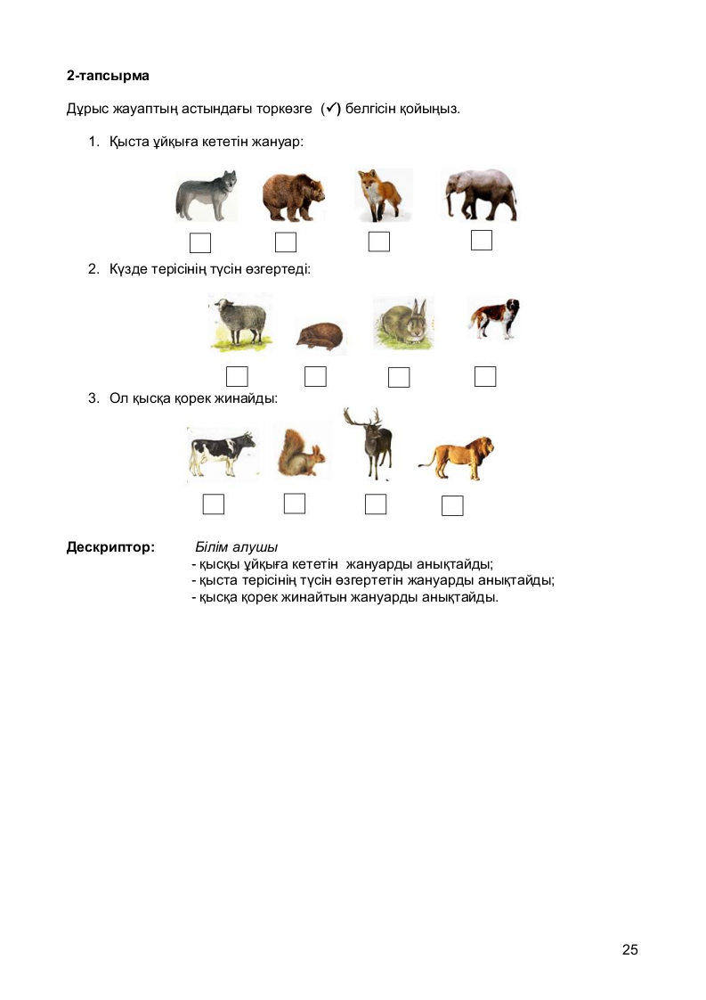 2-тапсырма
Дұрыс жауаптың астындағы торкөзге (✓) белгісін қойыңыз.
1. Қыста ұйқыға кететін жануар:
2. Күзде терісінің түсін өзгертеді:
3. Ол қысқа қорек жинайды:
Дескриптор: Білім алушы
- қысқы ұйқыға кететін жануарды анықтайды;
- қыста терісінің түсін өзгертетін жануарды анықтайды;
- қысқа қорек жинайтын жануарды анықтайды.
25